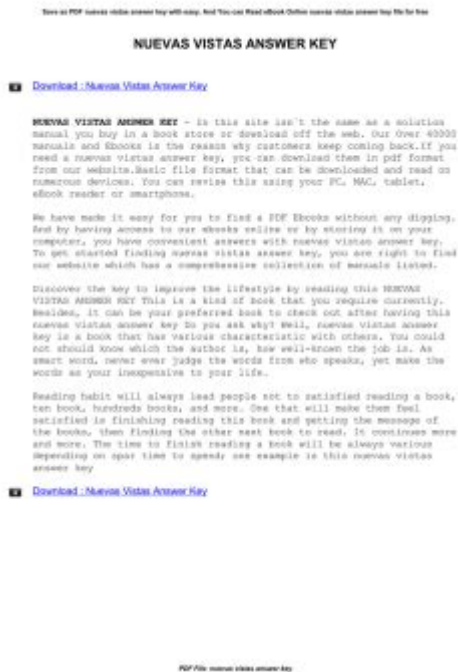 Save as PDF nuevas vistas answer key with easy. And You can Read eBook Online nuevas vistas answer key file for free
NUEVAS VISTAS ANSWER KEY
Download : Nuevas Vistas Answer Key
NUEVAS VISTAS ANSWER KEY - In this site isn`t the same as a solution
manual you buy in a book store or download off the web. Our Over 40000
manuals and Ebooks is the reason why customers keep coming back.If you
need a nuevas vistas answer key, you can download them in pdf format
from our website.Basic file format that can be downloaded and read on
numerous devices. You can revise this using your PC, MAC, tablet,
eBook reader or smartphone.
We have made it easy for you to find a PDF Ebooks without any digging.
And by having access to our ebooks online or by storing it on your
computer, you have convenient answers with nuevas vistas answer key.
To get started finding nuevas vistas answer key, you are right to find
our website which has a comprehensive collection of manuals listed.
Discover the key to improve the lifestyle by reading this NUEVAS
VISTAS ANSWER KEY This is a kind of book that you require currently.
Besides, it can be your preferred book to check out after having this
nuevas vistas answer key Do you ask why? Well, nuevas vistas answer
key is a book that has various characteristic with others. You could
not should know which the author is, how well-known the job is. As
smart word, never ever judge the words from who speaks, yet make the
words as your inexpensive to your life.
Reading habit will always lead people not to satisfied reading a book,
ten book, hundreds books, and more. One that will make them feel
satisfied is finishing reading this book and getting the message of
the books, then finding the other next book to read. It continues more
and more. The time to finish reading a book will be always various
depending on spar time to spend; one example is this nuevas vistas
answer key
Download : Nuevas Vistas Answer Key
PDF File: nuevas vistas answer key